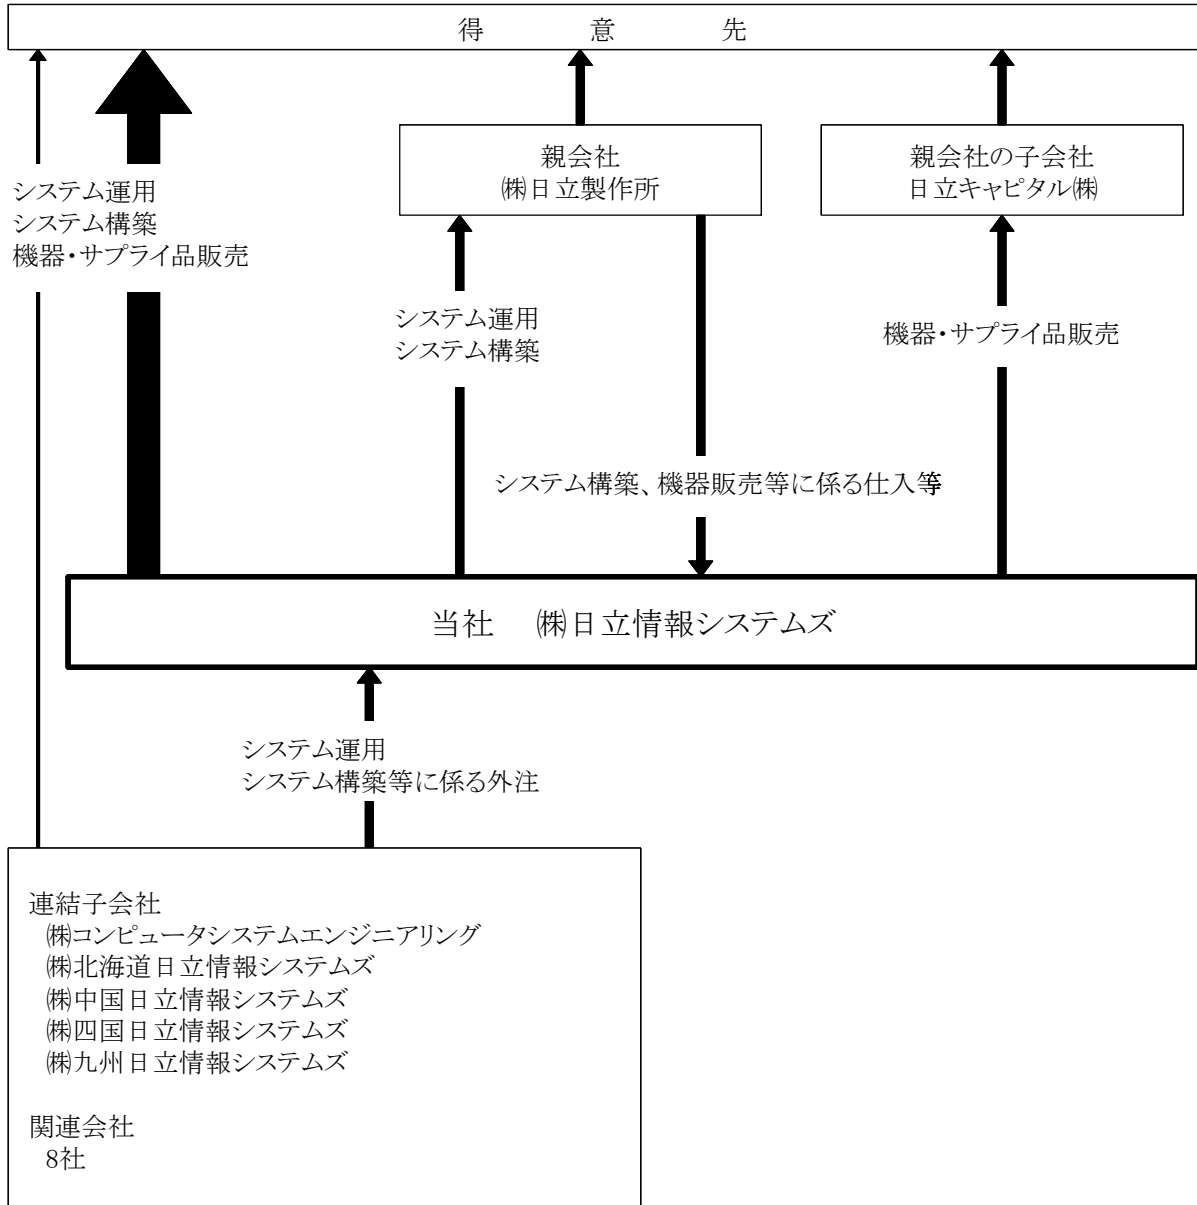 得意先
親会社
㈱日立製作所
親会社の子会社
日立キャピタル㈱
システム運用
システム構築
機器・サプライ品販売
システム運用
システム構築
機器・サプライ品販売
システム構築、機器販売等に係る仕入等
当社　㈱日立情報システムズ
システム運用
システム構築等に係る外注
連結子会社
㈱コンピュータシステムエンジニアリング
㈱北海道日立情報システムズ
㈱中国日立情報システムズ
㈱四国日立情報システムズ
㈱九州日立情報システムズ
関連会社
8社